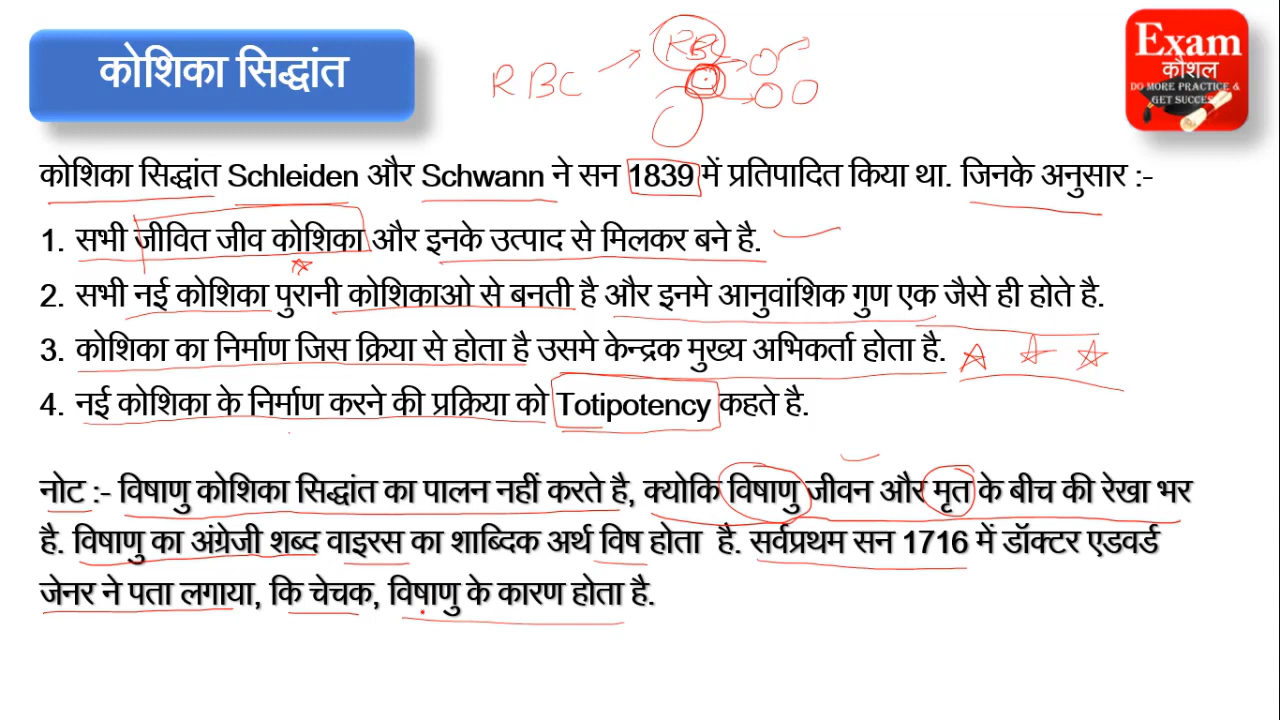 कोशिका सिद्धांत
RBC
RBC
Exam
कौशल
DO MORE PRACTICE &
GET SUCCESS
कोशिका सिद्धांत Schleiden और Schwann ने सन 1839 में प्रतिपादित किया था. जिनके अनुसार :-
1. सभी जीवित जीव कोशिका और इनके उत्पाद से मिलकर बने है.
2. सभी नई कोशिका पुरानी कोशिकाओ से बनती है और इनमे आनुवांशिक गुण एक जैसे ही होते है.
3. कोशिका का निर्माण जिस क्रिया से होता है उसमे केन्द्रक मुख्य अभिकर्ता होता है.
4. नई कोशिका के निर्माण करने की प्रक्रिया को Totipotency कहते है.
नोट :- विषाणु कोशिका सिद्धांत का पालन नहीं करते है, क्योकि विषाणु जीवन और मृत के बीच की रेखा भर
है. विषाणु का अंग्रेजी शब्द वाइरस का शाब्दिक अर्थ विष होता है. सर्वप्रथम सन 1716 में डॉक्टर एडवर्ड
जेनर ने पता लगाया, कि चेचक, विषाणु के कारण होता है.